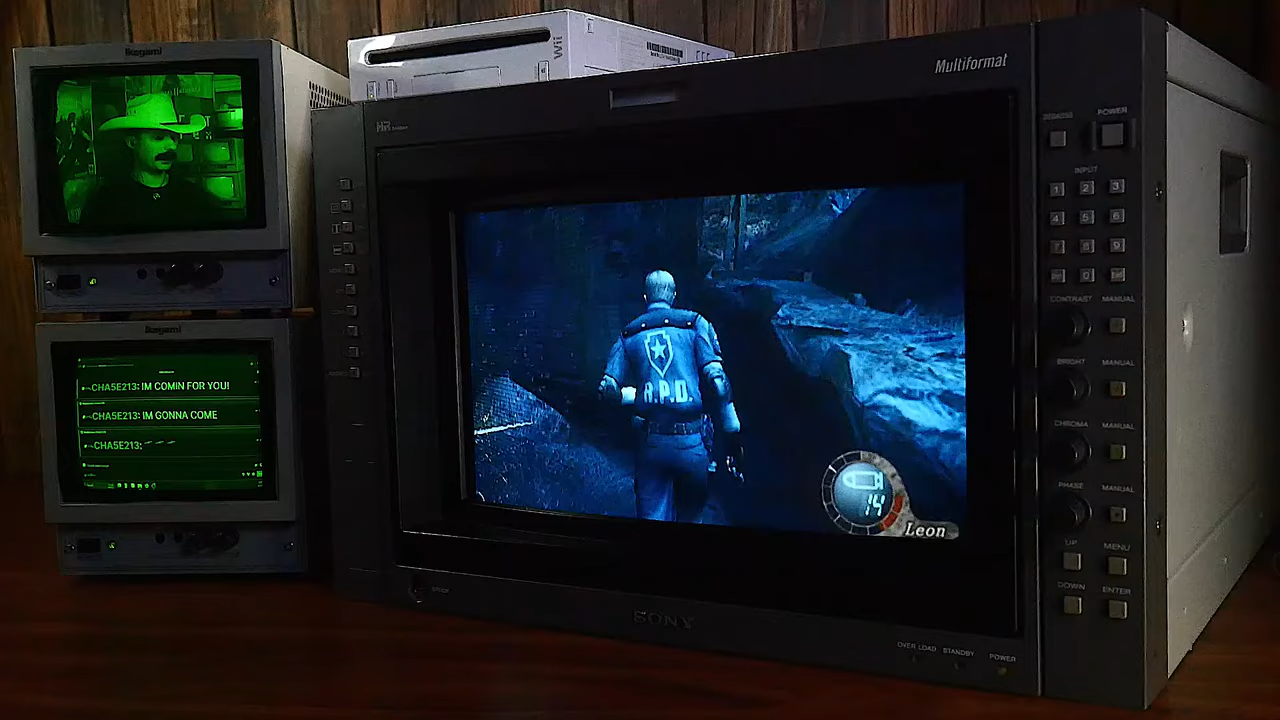 Ikegami
Wii
Multiformat
HR
POWER
INPUT
1 2 3
4 5 6
7 8 9
0
CONTRAST MANUAL
BRIGHT MANUAL
CHROMA MANUAL
PHASE MANUAL
UP MENU
DOWN ENTER
Ikegami
CHA5E213: IM COMIN FOR YOU!
CHA5E213: IM GONNA COME
CHA5E213:
R.P.D.
14
Leon
SONY
OVER LOAD STANDBY POWER